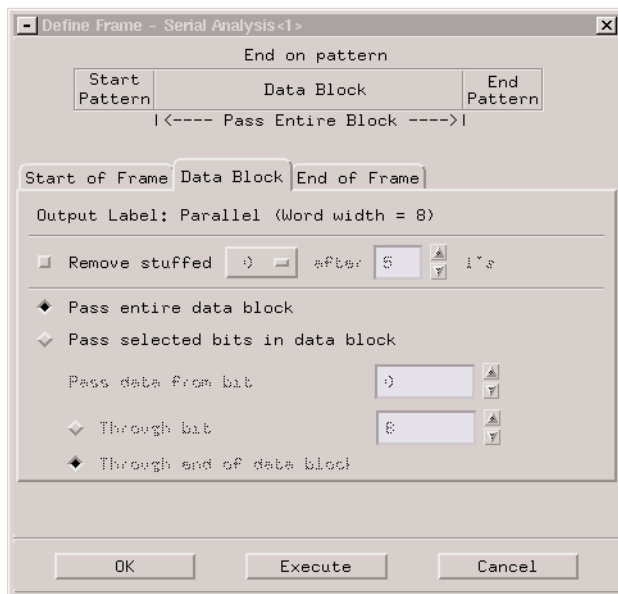 Define Frame - Serial Analysis<1>
End on pattern
Start Pattern
Data Block
End Pattern
|<---- Pass Entire Block ---->|
Start of Frame Data Block End of Frame
Output Label: Parallel (Word width = 8)
Remove stuffed 0 after 5 1's
Pass entire data block
Pass selected bits in data block
Pass data from bit 0
Through bit 8
Through end of data block
OK Execute Cancel